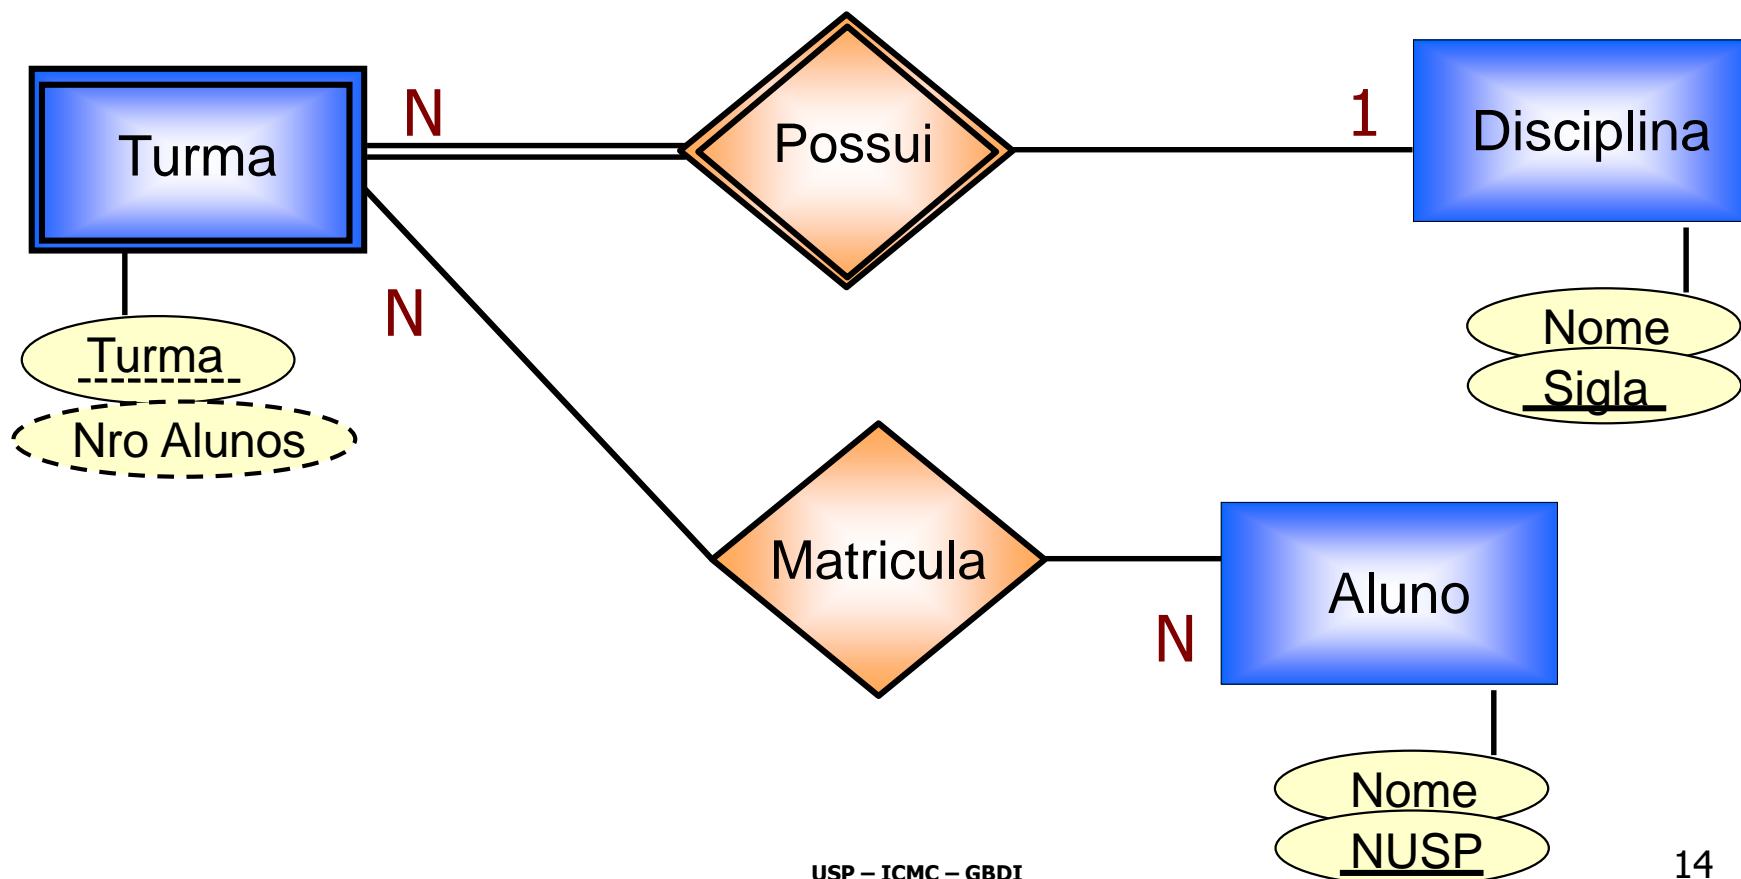 N
1
Turma
Possui
Disciplina
N
Turma
Nro Alunos
Nome
Sigla
Matricula
Aluno
N
Nome
NUSP
USP – ICMC – GBDI
14